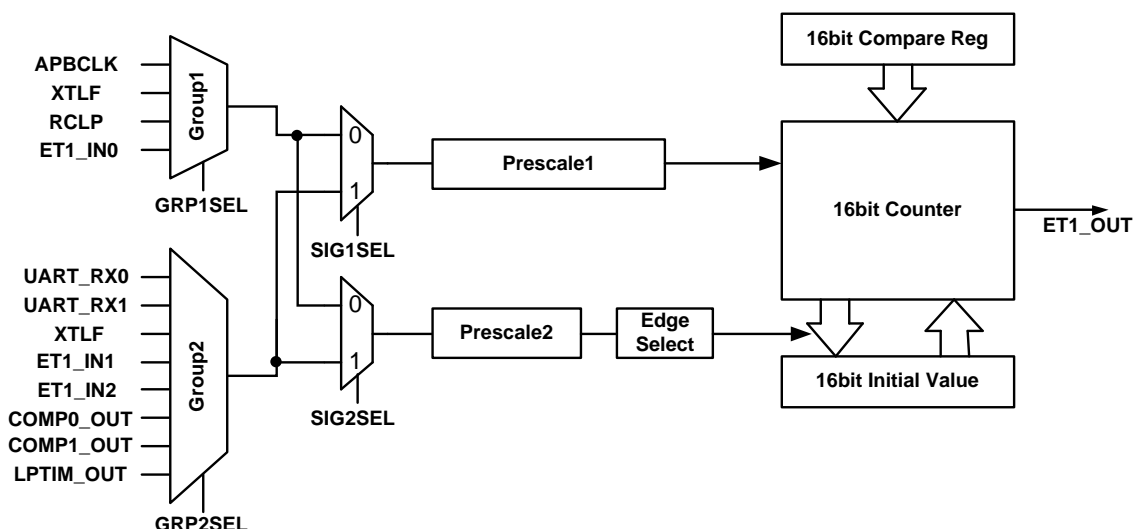 16bit Compare Reg
APBCLK
XTLF
RCLP
ET1_IN0
Group1
GRP1SEL
0
1
SIG1SEL
Prescale1
16bit Counter
ET1_OUT
UART_RX0
UART_RX1
XTLF
ET1_IN1
ET1_IN2
COMP0_OUT
COMP1_OUT
LPTIM_OUT
Group2
GRP2SEL
0
1
SIG2SEL
Prescale2
Edge
Select
16bit Initial Value